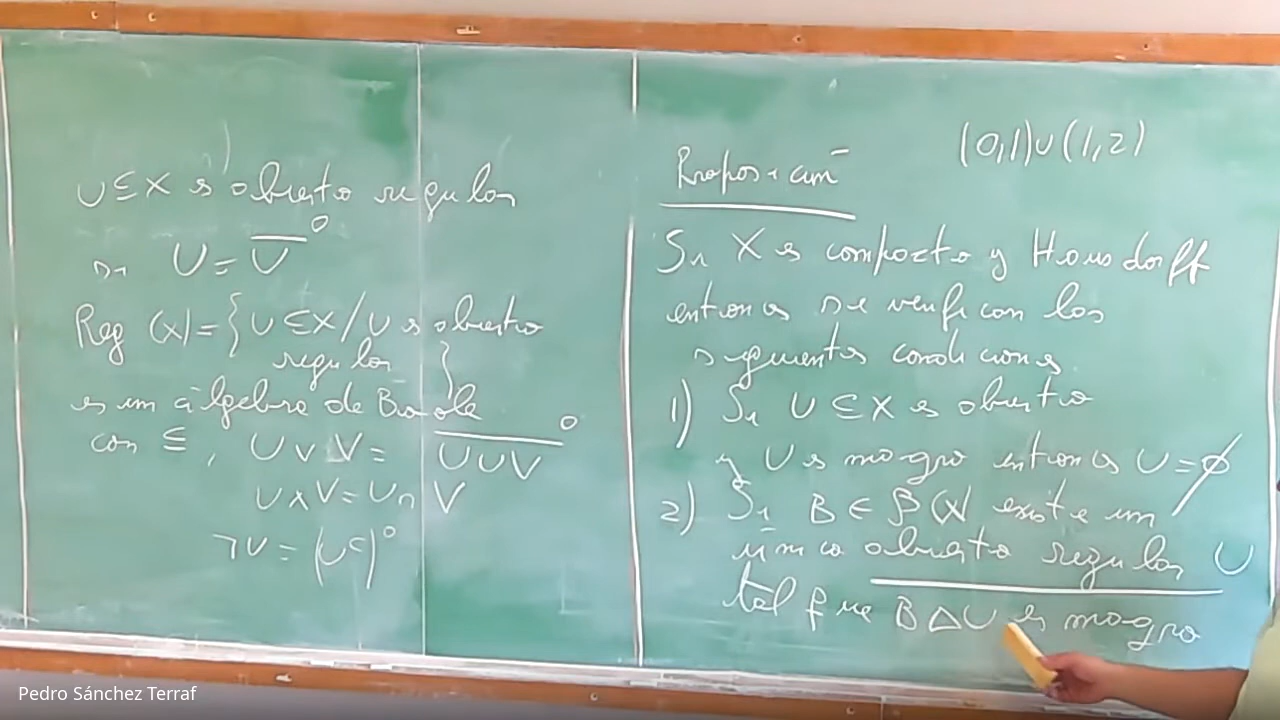 U ⊆ X es abierto regular
si U = U̅°
Reg (X) = { U ⊆ X / U es abierto
regular }
es un álgebra de Boole
con ⊆, U ∨ V = \overline{U ∪ V}°
U ∧ V = U ∩ V
¬U = (U^c)°
(0,1)∪(1,2)
Proposición
Si X es compacto y Hausdorff
entonces se verifican las
siguientes condiciones
1) Si U ⊆ X es abierto
y U es magro entonces U = ∅
2) Si B ∈ β(X) existe un
único abierto regular U
tal que B Δ U es magro
Pedro Sánchez Terraf